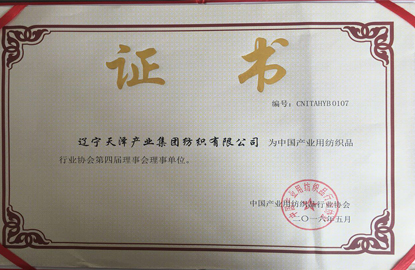 证书
编号：CNITAHYB0107
辽宁天泽产业集团纺织有限公司 为中国产业用纺织品
行业协会第四届理事会理事单位。
中国产业用纺织品行业协会
二〇一六年五月